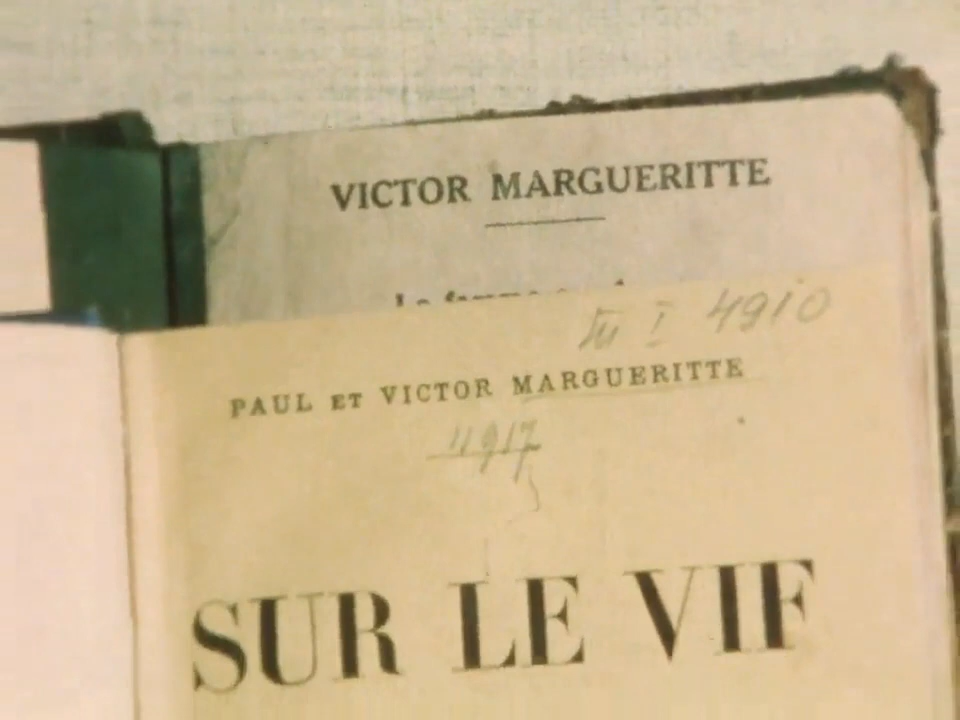 VICTOR MARGUERITTE
4910
PAUL ET VICTOR MARGUERITTE
4917
SUR LE VIF